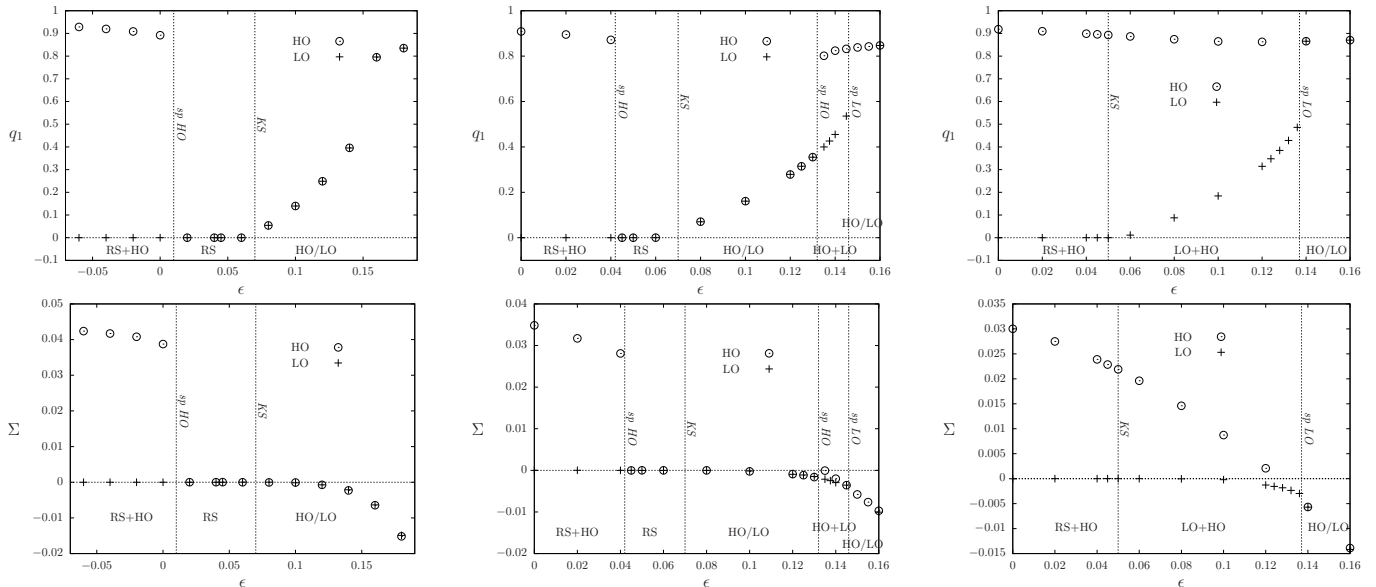 1
0.9
0.8
0.7
0.6
0.5
0.4
0.3
0.2
0.1
0
−0.1
q1
HO
LO
sp HO
KS
RS+HO
RS
HO/LO
−0.05
0
0.05
0.1
0.15
ϵ
1
0.9
0.8
0.7
0.6
0.5
0.4
0.3
0.2
0.1
0
−0.1
q1
HO
LO
sp HO
KS
sp HO
sp LO
HO/LO
RS+HO
RS
HO/LO
HO+LO
0
0.02
0.04
0.06
0.08
0.1
0.12
0.14
0.16
ϵ
1
0.9
0.8
0.7
0.6
0.5
0.4
0.3
0.2
0.1
0
−0.1
q1
HO
LO
KS
sp LO
RS+HO
LO+HO
HO/LO
0
0.02
0.04
0.06
0.08
0.1
0.12
0.14
0.16
ϵ
0.05
0.04
0.03
0.02
0.01
0
−0.01
−0.02
Σ
HO
LO
sp HO
KS
RS+HO
RS
HO/LO
−0.05
0
0.05
0.1
0.15
ϵ
0.04
0.03
0.02
0.01
0
−0.01
−0.02
Σ
HO
LO
sp HO
KS
sp HO
sp LO
RS+HO
RS
HO/LO
HO+LO
HO/LO
0
0.02
0.04
0.06
0.08
0.1
0.12
0.14
0.16
ϵ
0.035
0.03
0.025
0.02
0.015
0.01
0.005
0
−0.005
−0.01
−0.015
Σ
HO
LO
KS
sp LO
RS+HO
LO+HO
HO/LO
0
0.02
0.04
0.06
0.08
0.1
0.12
0.14
0.16
ϵ